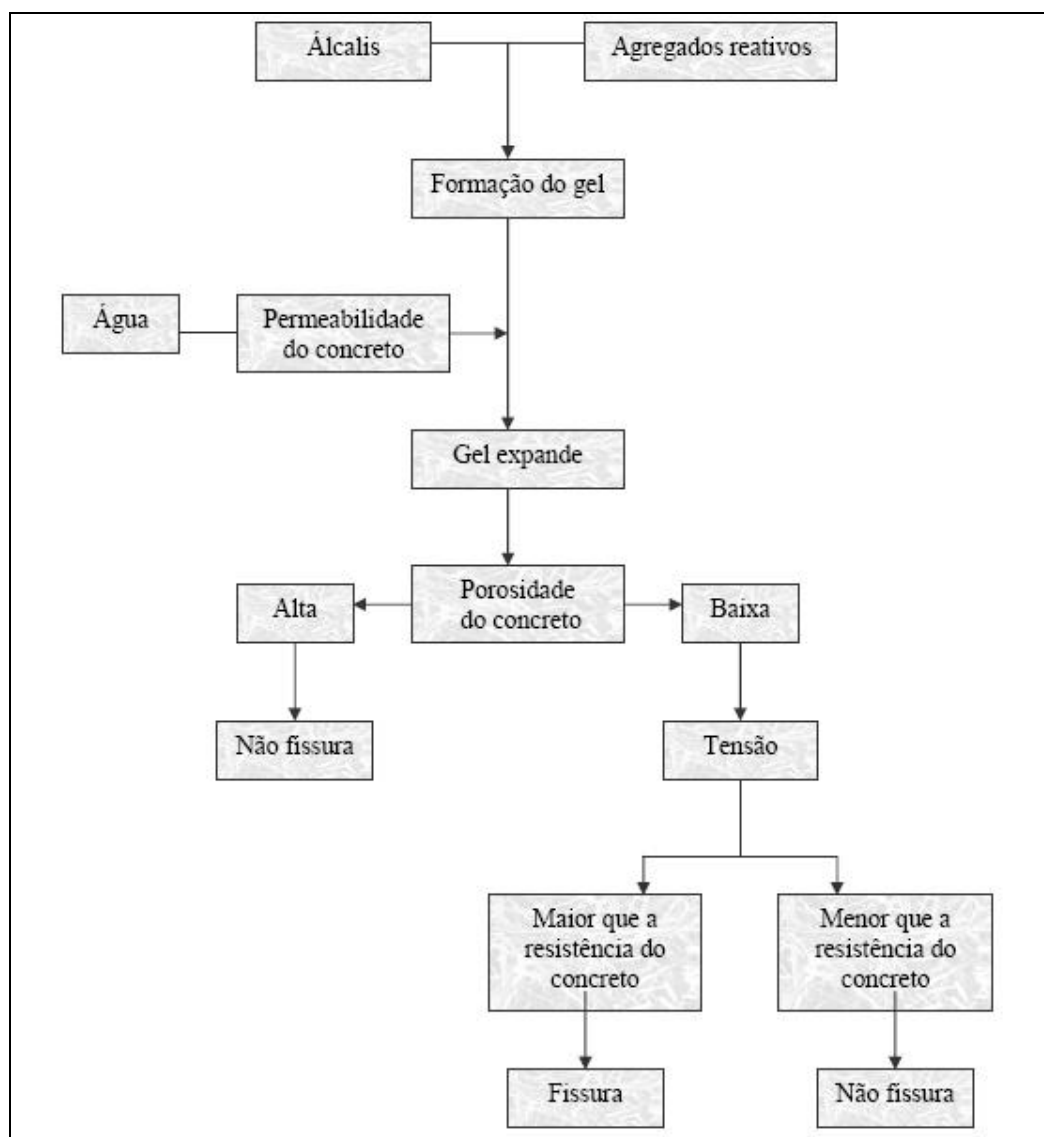 Álcalis
Agregados reativos
Formação do gel
Água
Permeabilidade
do concreto
Gel expande
Alta
Porosidade
do concreto
Baixa
Não fissura
Tensão
Maior que a
resistência do
concreto
Menor que a
resistência do
concreto
Fissura
Não fissura